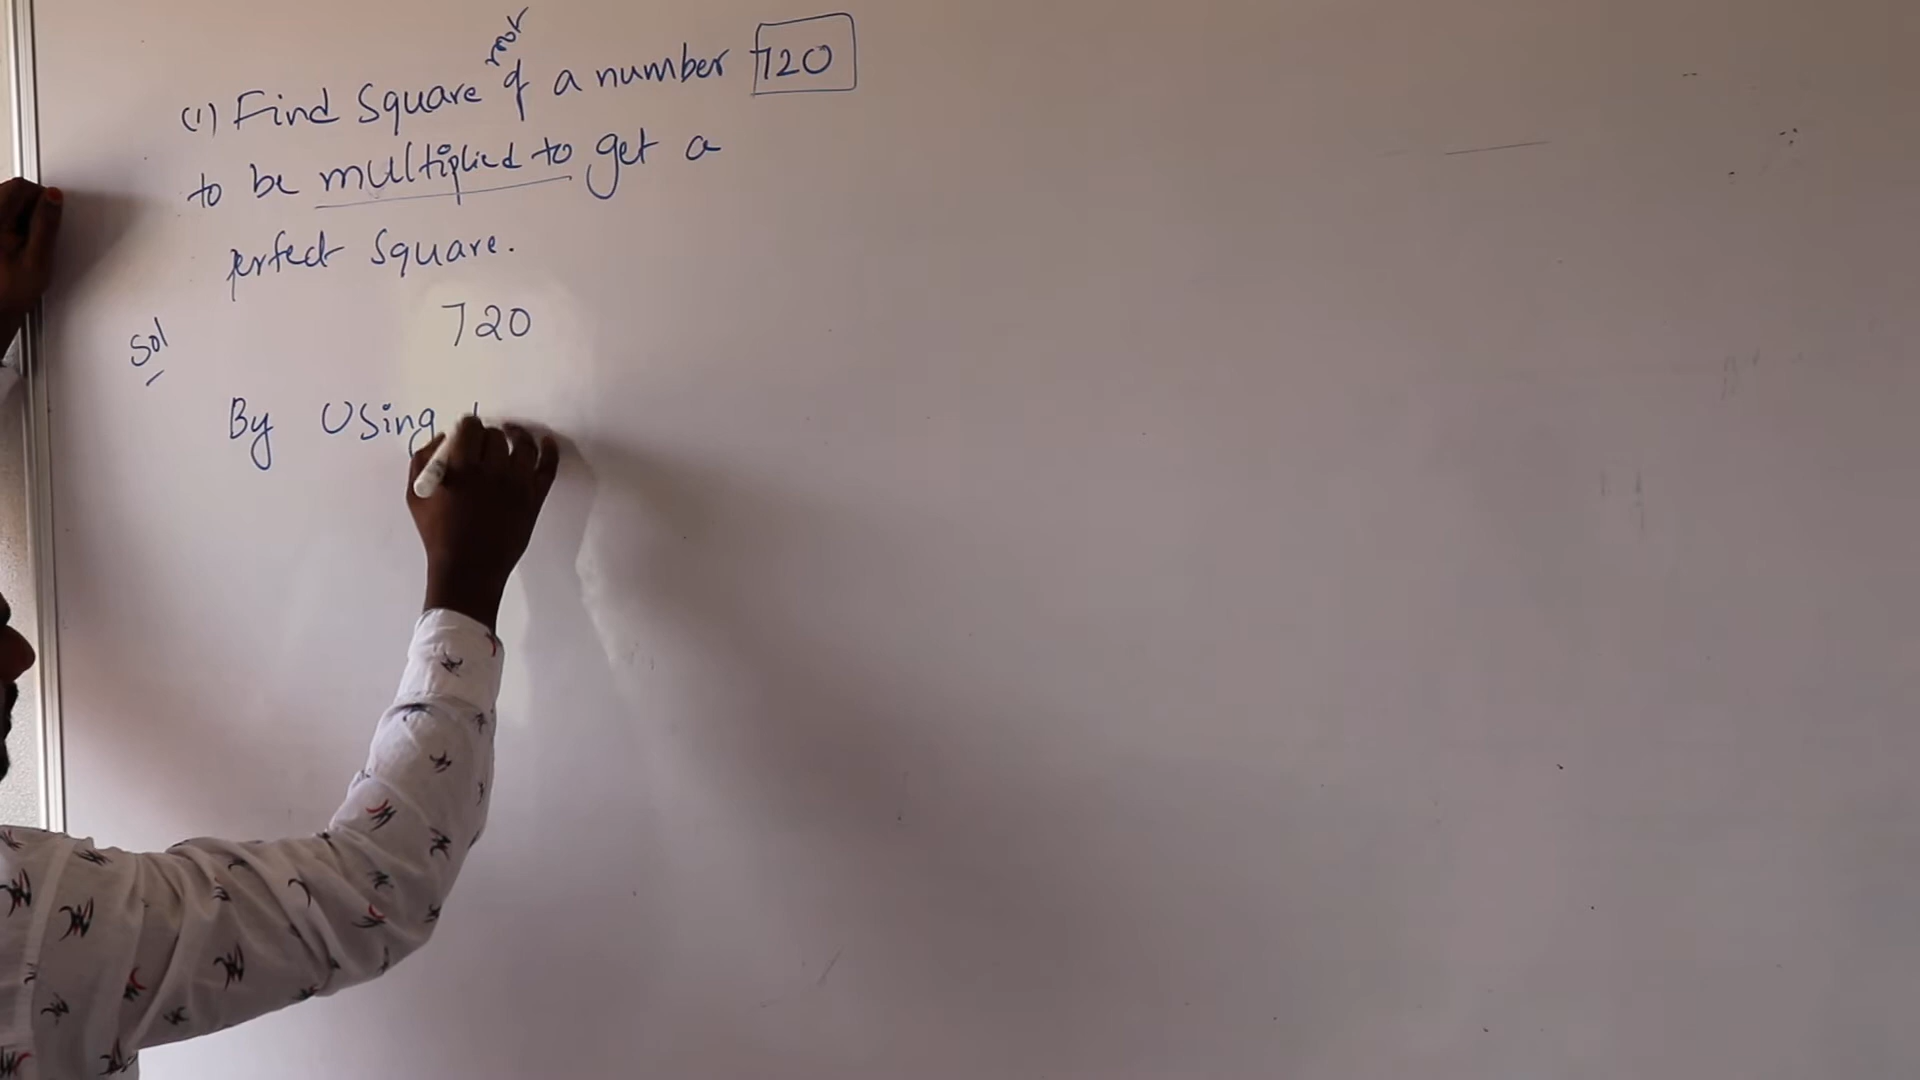 (1) Find Square root of a number 720
to be multiplied to get a
perfect Square.
Sol
720
By Using